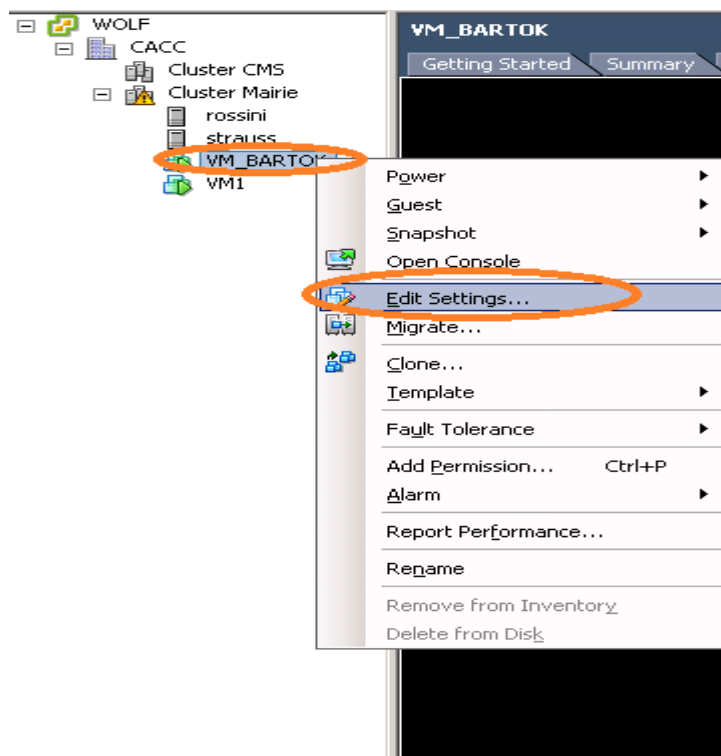 WOLF
CACC
Cluster CMS
Cluster Mairie
rossini
strauss
VM_BARTOK
VM1
VM_BARTOK
Getting Started Summary
Power
Guest
Snapshot
Open Console
Edit Settings...
Migrate...
Clone...
Template
Fault Tolerance
Add Permission... Ctrl+P
Alarm
Report Performance...
Rename
Remove from Inventory
Delete from Disk